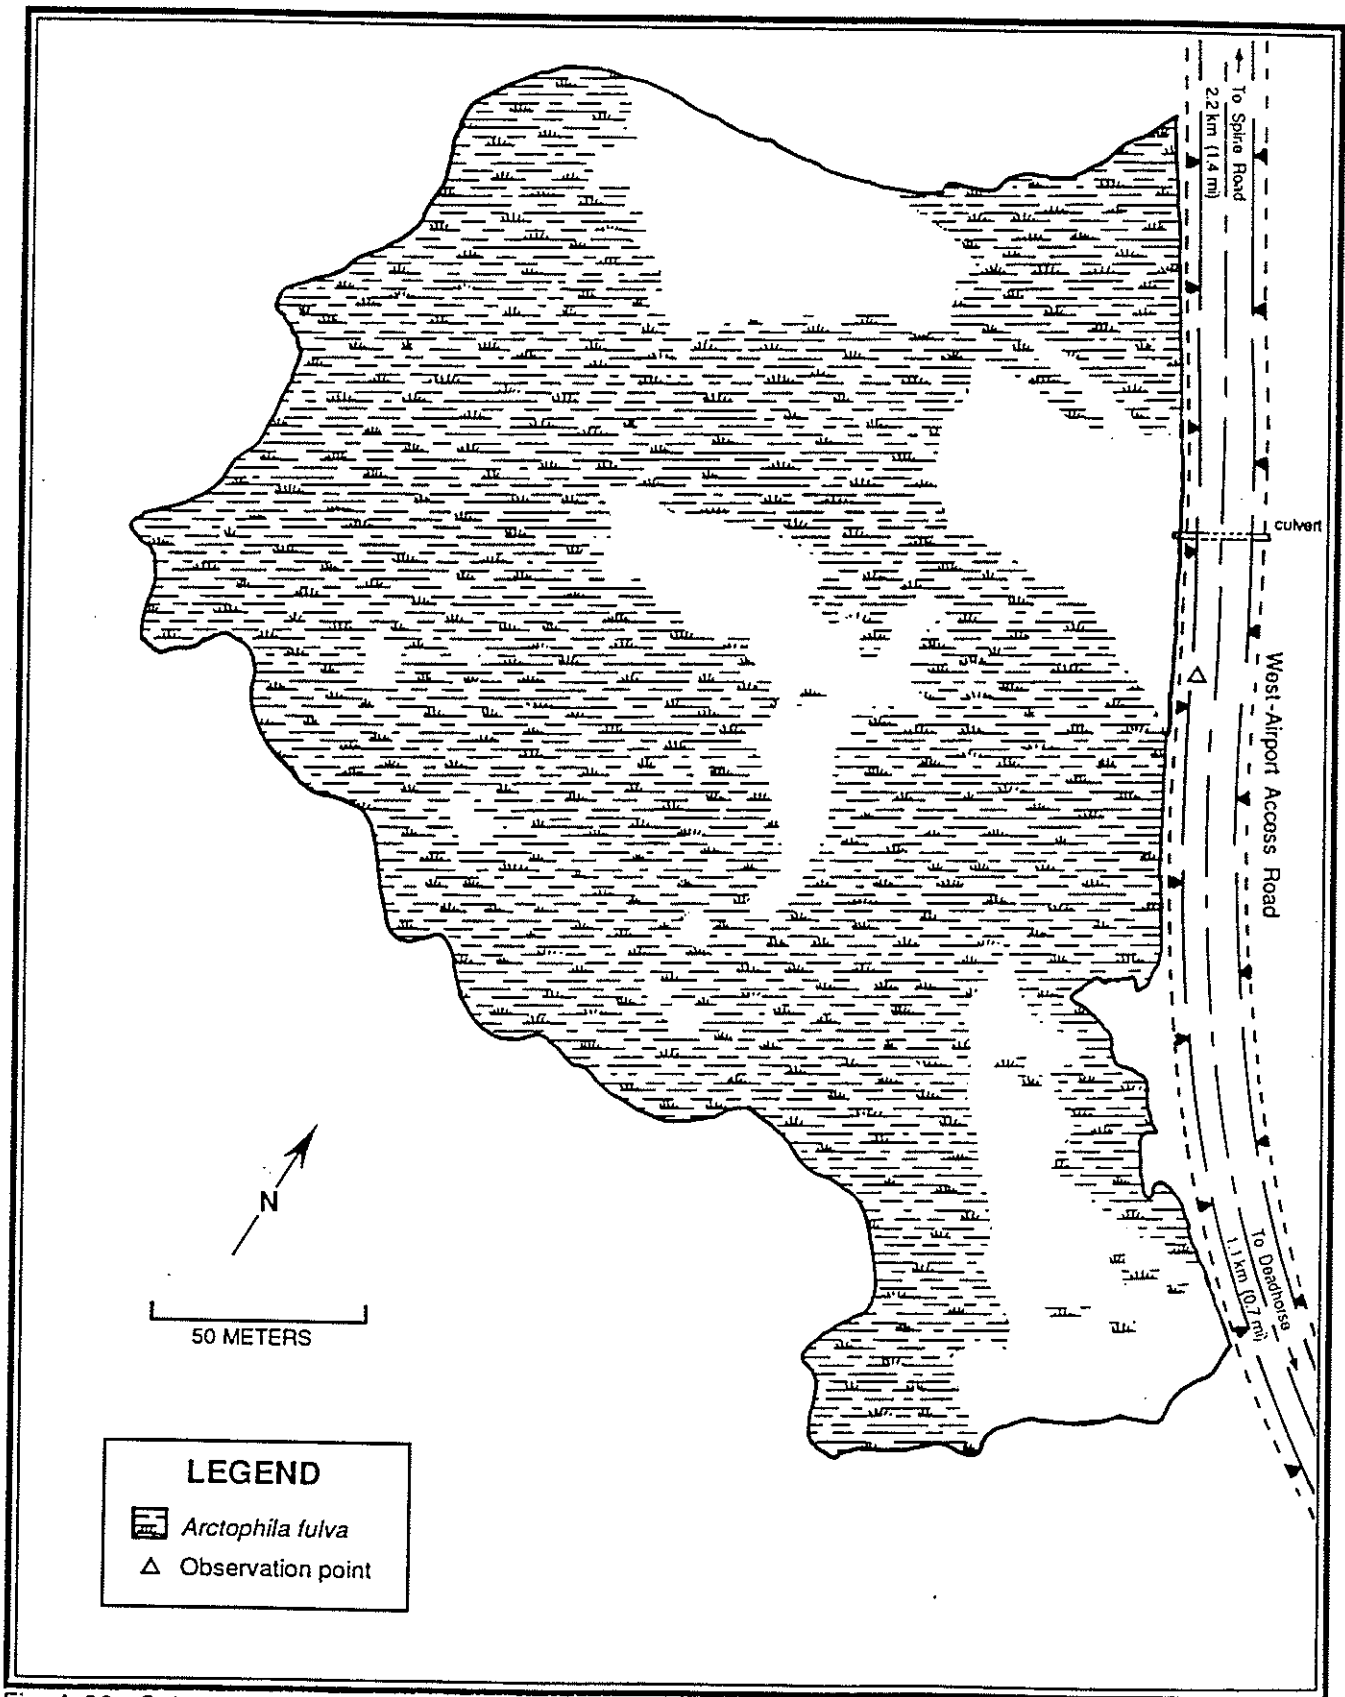 To Spine Road
2.2 km (1.4 mi)
culvert
West-Airport Access Road
To Deadhorse
1.1 km (0.7 mi)
N
50 METERS
LEGEND
Arctophila fulva
Observation point